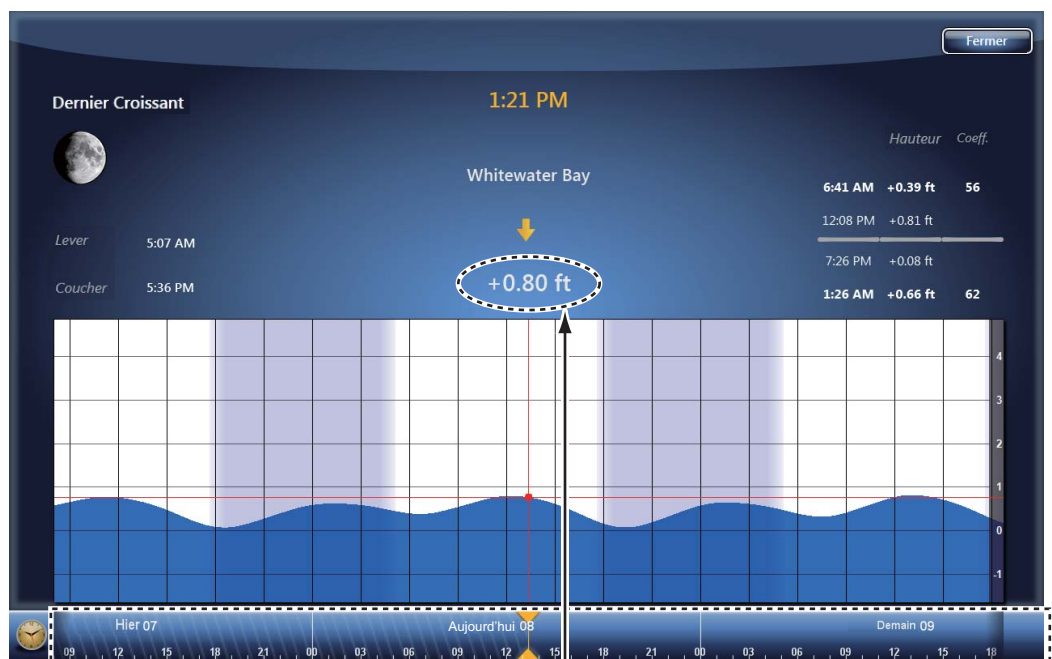 Fermer
Dernier Croissant
1:21 PM
Hauteur Coeff.
Whitewater Bay
6:41 AM +0.39 ft 56
12:08 PM +0.81 ft
Lever 5:07 AM
7:26 PM +0.08 ft
+0.80 ft
Coucher 5:36 PM
1:26 AM +0.66 ft 62
4
3
2
1
0
-1
Hier 07 Aujourd'hui 08 Demain 09
09 12 15 18 21 00 03 06 09 12 15 18 21 00 03 06 09 12 15 18